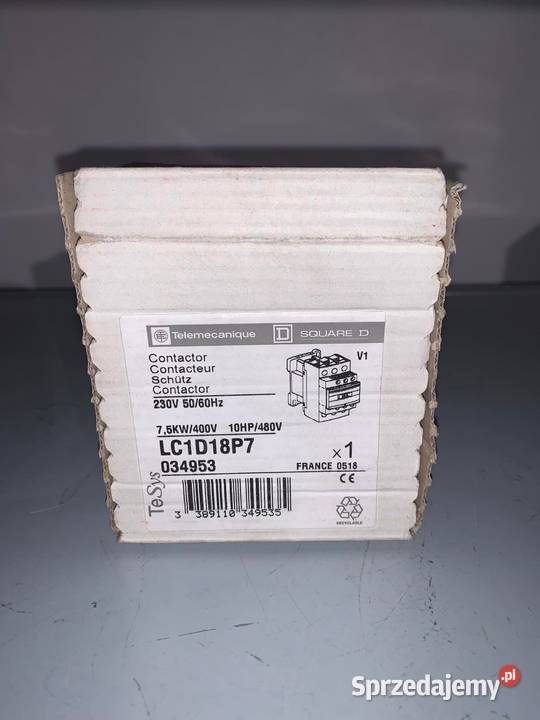 Telemecanique D SQUARE D
Contactor
Contacteur
Schütz
Contactor
V1
230V 50/60Hz
7,5KW/400V 10HP/480V
LC1D18P7 x1
034953 FRANCE 0518
CE
TeSys
3 389110 349535
RECYCLABLE
Sprzedajemy.pl